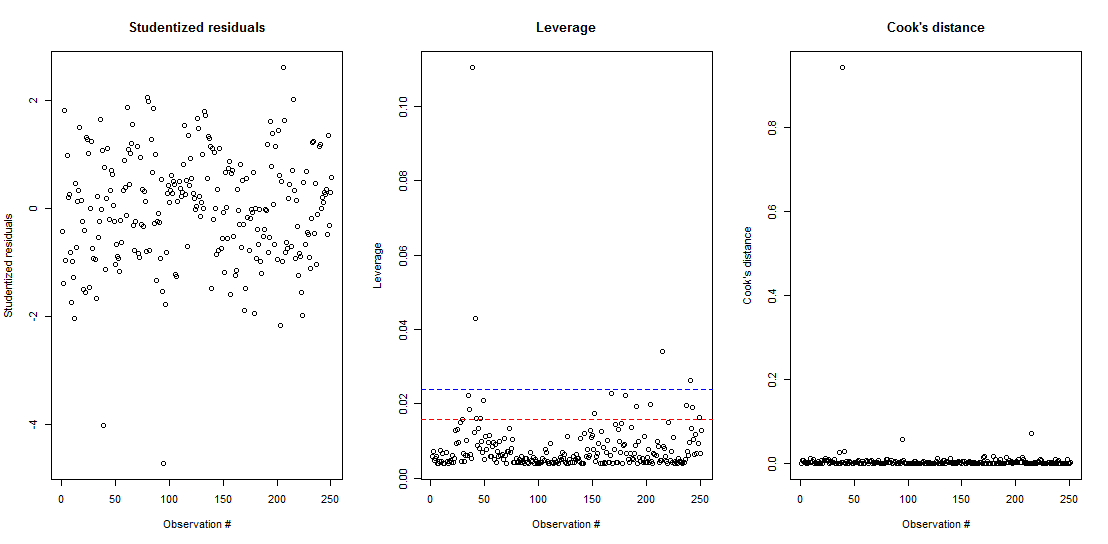 Studentized residuals
Studentized residuals
2
0
-2
-4
0 50 100 150 200 250
Observation #
Leverage
Leverage
0.10
0.08
0.06
0.04
0.02
0.00
0 50 100 150 200 250
Observation #
Cook's distance
Cook's distance
0.8
0.6
0.4
0.2
0.0
0 50 100 150 200 250
Observation #